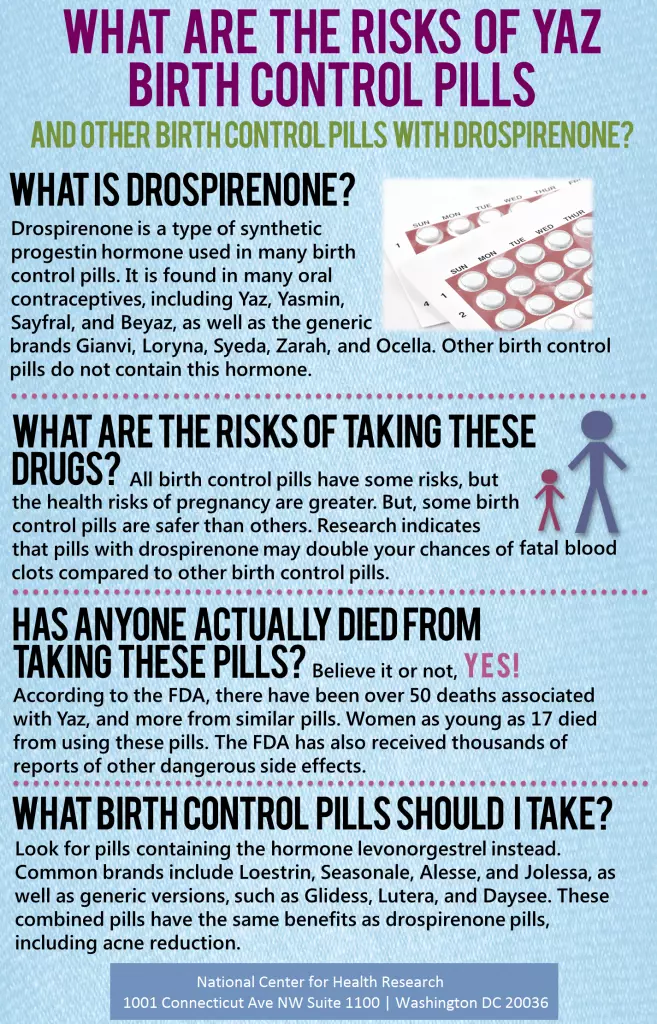 WHAT ARE THE RISKS OF YAZ
BIRTH CONTROL PILLS
AND OTHER BIRTH CONTROL PILLS WITH DROSPIRENONE?
WHAT IS DROSPIRENONE?
Drospirenone is a type of synthetic
progestin hormone used in many birth
control pills. It is found in many oral
contraceptives, including Yaz, Yasmin,
Sayfral, and Beyaz, as well as the generic
brands Gianvi, Loryna, Syeda, Zarah, and Ocella. Other birth control
pills do not contain this hormone.
SUN MON TUE WED THUR FR
1
SUN MON TUE WED THUR
4 1
2
WHAT ARE THE RISKS OF TAKING THESE
DRUGS? All birth control pills have some risks, but
the health risks of pregnancy are greater. But, some birth
control pills are safer than others. Research indicates
that pills with drospirenone may double your chances of fatal blood
clots compared to other birth control pills.
HAS ANYONE ACTUALLY DIED FROM
TAKING THESE PILLS? Believe it or not, YES!
According to the FDA, there have been over 50 deaths associated
with Yaz, and more from similar pills. Women as young as 17 died
from using these pills. The FDA has also received thousands of
reports of other dangerous side effects.
WHAT BIRTH CONTROL PILLS SHOULD I TAKE?
Look for pills containing the hormone levonorgestrel instead.
Common brands include Loestrin, Seasonale, Alesse, and Jolessa, as
well as generic versions, such as Glidess, Lutera, and Daysee. These
combined pills have the same benefits as drospirenone pills,
including acne reduction.
National Center for Health Research
1001 Connecticut Ave NW Suite 1100 | Washington DC 20036